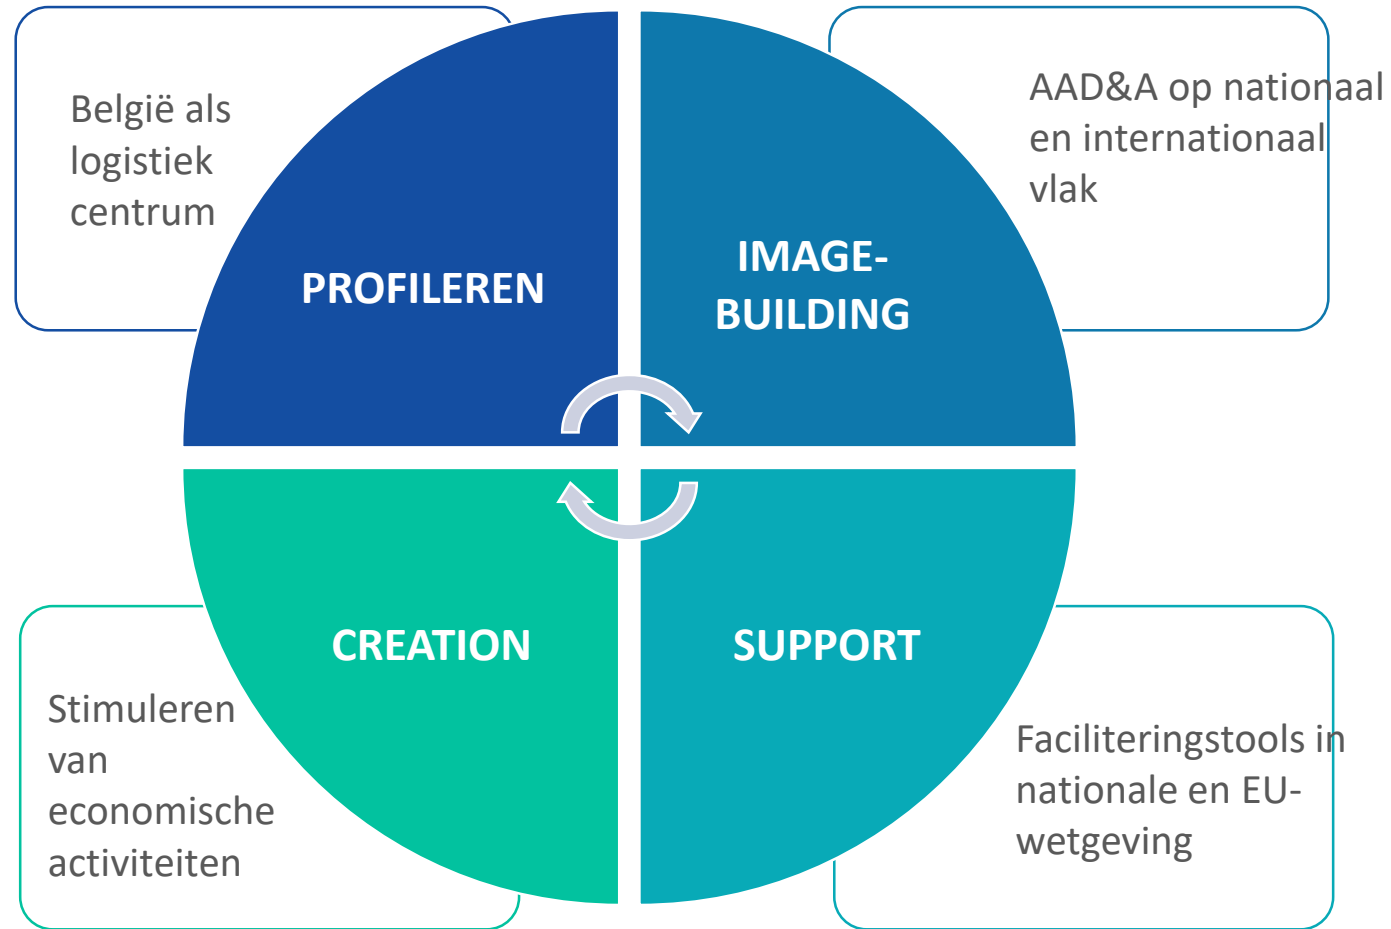 België als
logistiek
centrum
PROFILEREN
IMAGE-
BUILDING
AAD&A op nationaal
en internationaal
vlak
Stimuleren
van
economische
activiteiten
CREATION
SUPPORT
Faciliteringstools in
nationale en EU-
wetgeving